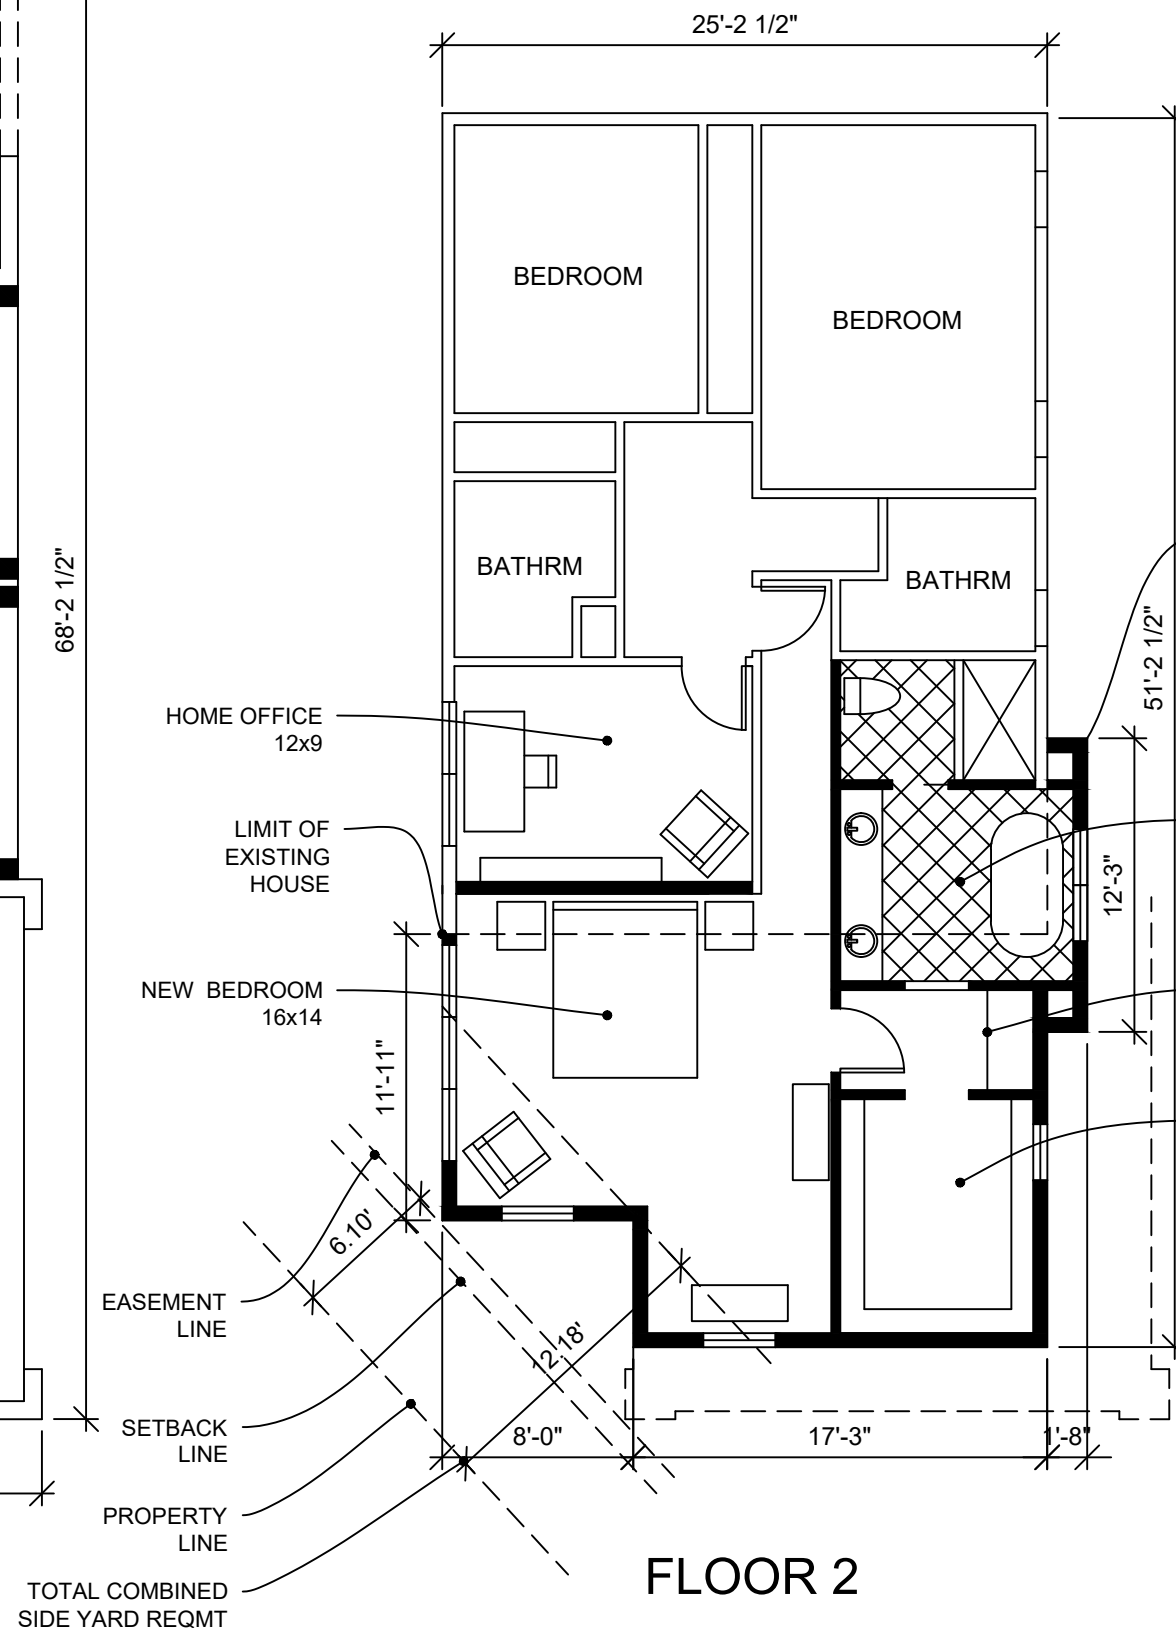 25'-2 1/2"
BEDROOM
BEDROOM
68'-2 1/2"
BATHRM
BATHRM
51'-2 1/2"
HOME OFFICE
12x9
LIMIT OF
EXISTING
HOUSE
12'-3"
NEW  BEDROOM
16x14
11'-11"
6.10'
EASEMENT
LINE
12.18'
SETBACK
LINE
8'-0"
17'-3"
1'-8"
PROPERTY
LINE
TOTAL COMBINED
SIDE YARD REQMT
FLOOR 2